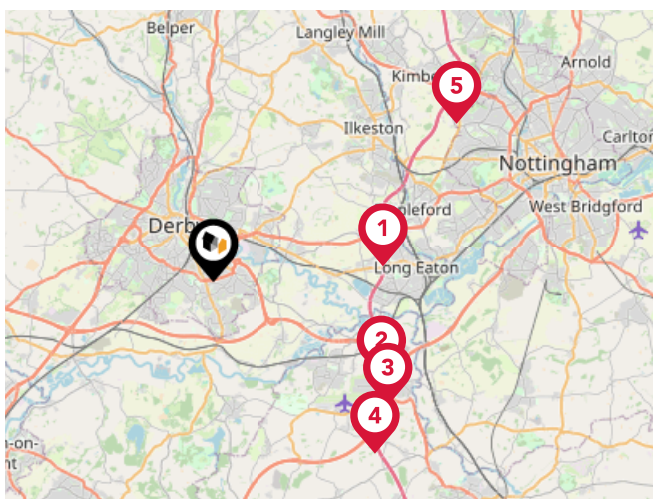 Belper
Langley Mill
Arnold
Kimbe
5
Ilkeston
Carlto
Nottingham
West Bridgford
pleford
Derb
1
Long Eaton
2
3
4
n-on-
nt